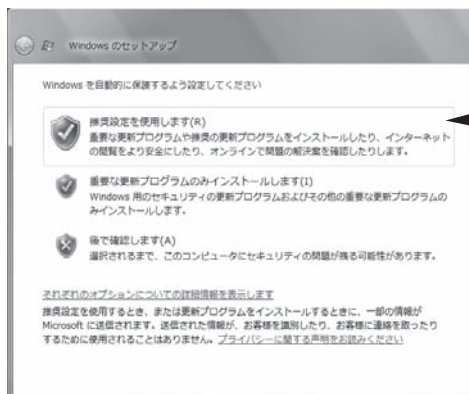 Windows のセットアップ
Windows を自動的に保護するよう設定してください
推奨設定を使用します(R)
重要な更新プログラムや推奨の更新プログラムをインストールしたり、インターネット
の閲覧をより安全にしたり、オンラインで問題の解決策を確認したりします。
重要な更新プログラムのみインストールします(I)
Windows 用のセキュリティの更新プログラムおよびその他の重要な更新プログラムの
みインストールします。
後で確認します(A)
選択されるまで、このコンピュータにセキュリティの問題が残る可能性があります。
それぞれのオプションについての詳細情報を表示します
推奨設定を使用するとき、または更新プログラムをインストールするときに、一部の情報が
Microsoft に送信されます。送信された情報が、お客様を識別したり、お客様に連絡を取ったり
するために使用されることはありません。プライバシーに関する声明をお読みください